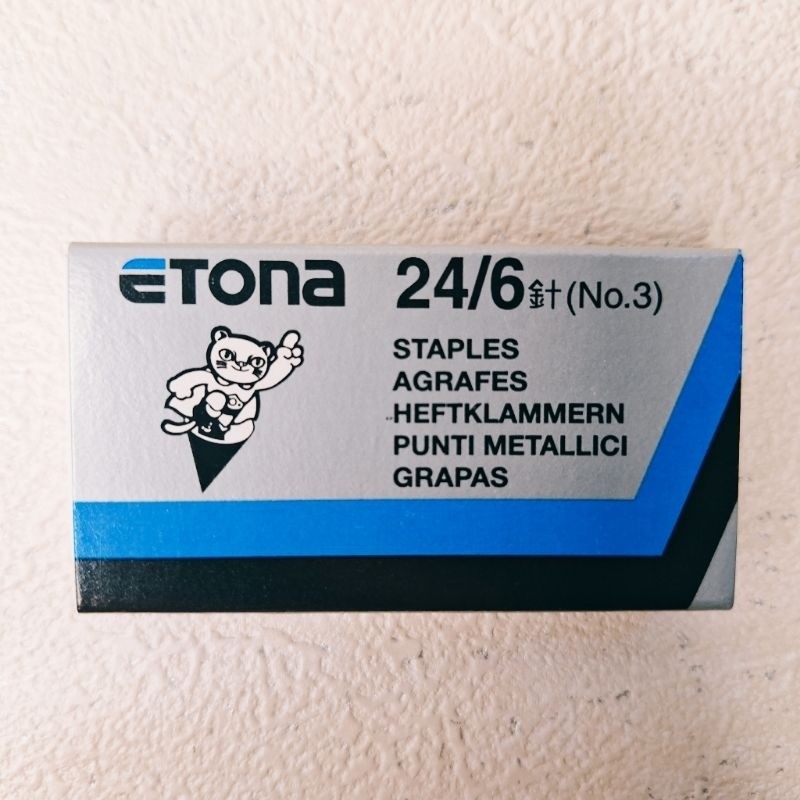 ETONA
24/6針(No.3)
STAPLES
AGRAFES
HEFTKLAMMERN
PUNTI METALLICI
GRAPAS